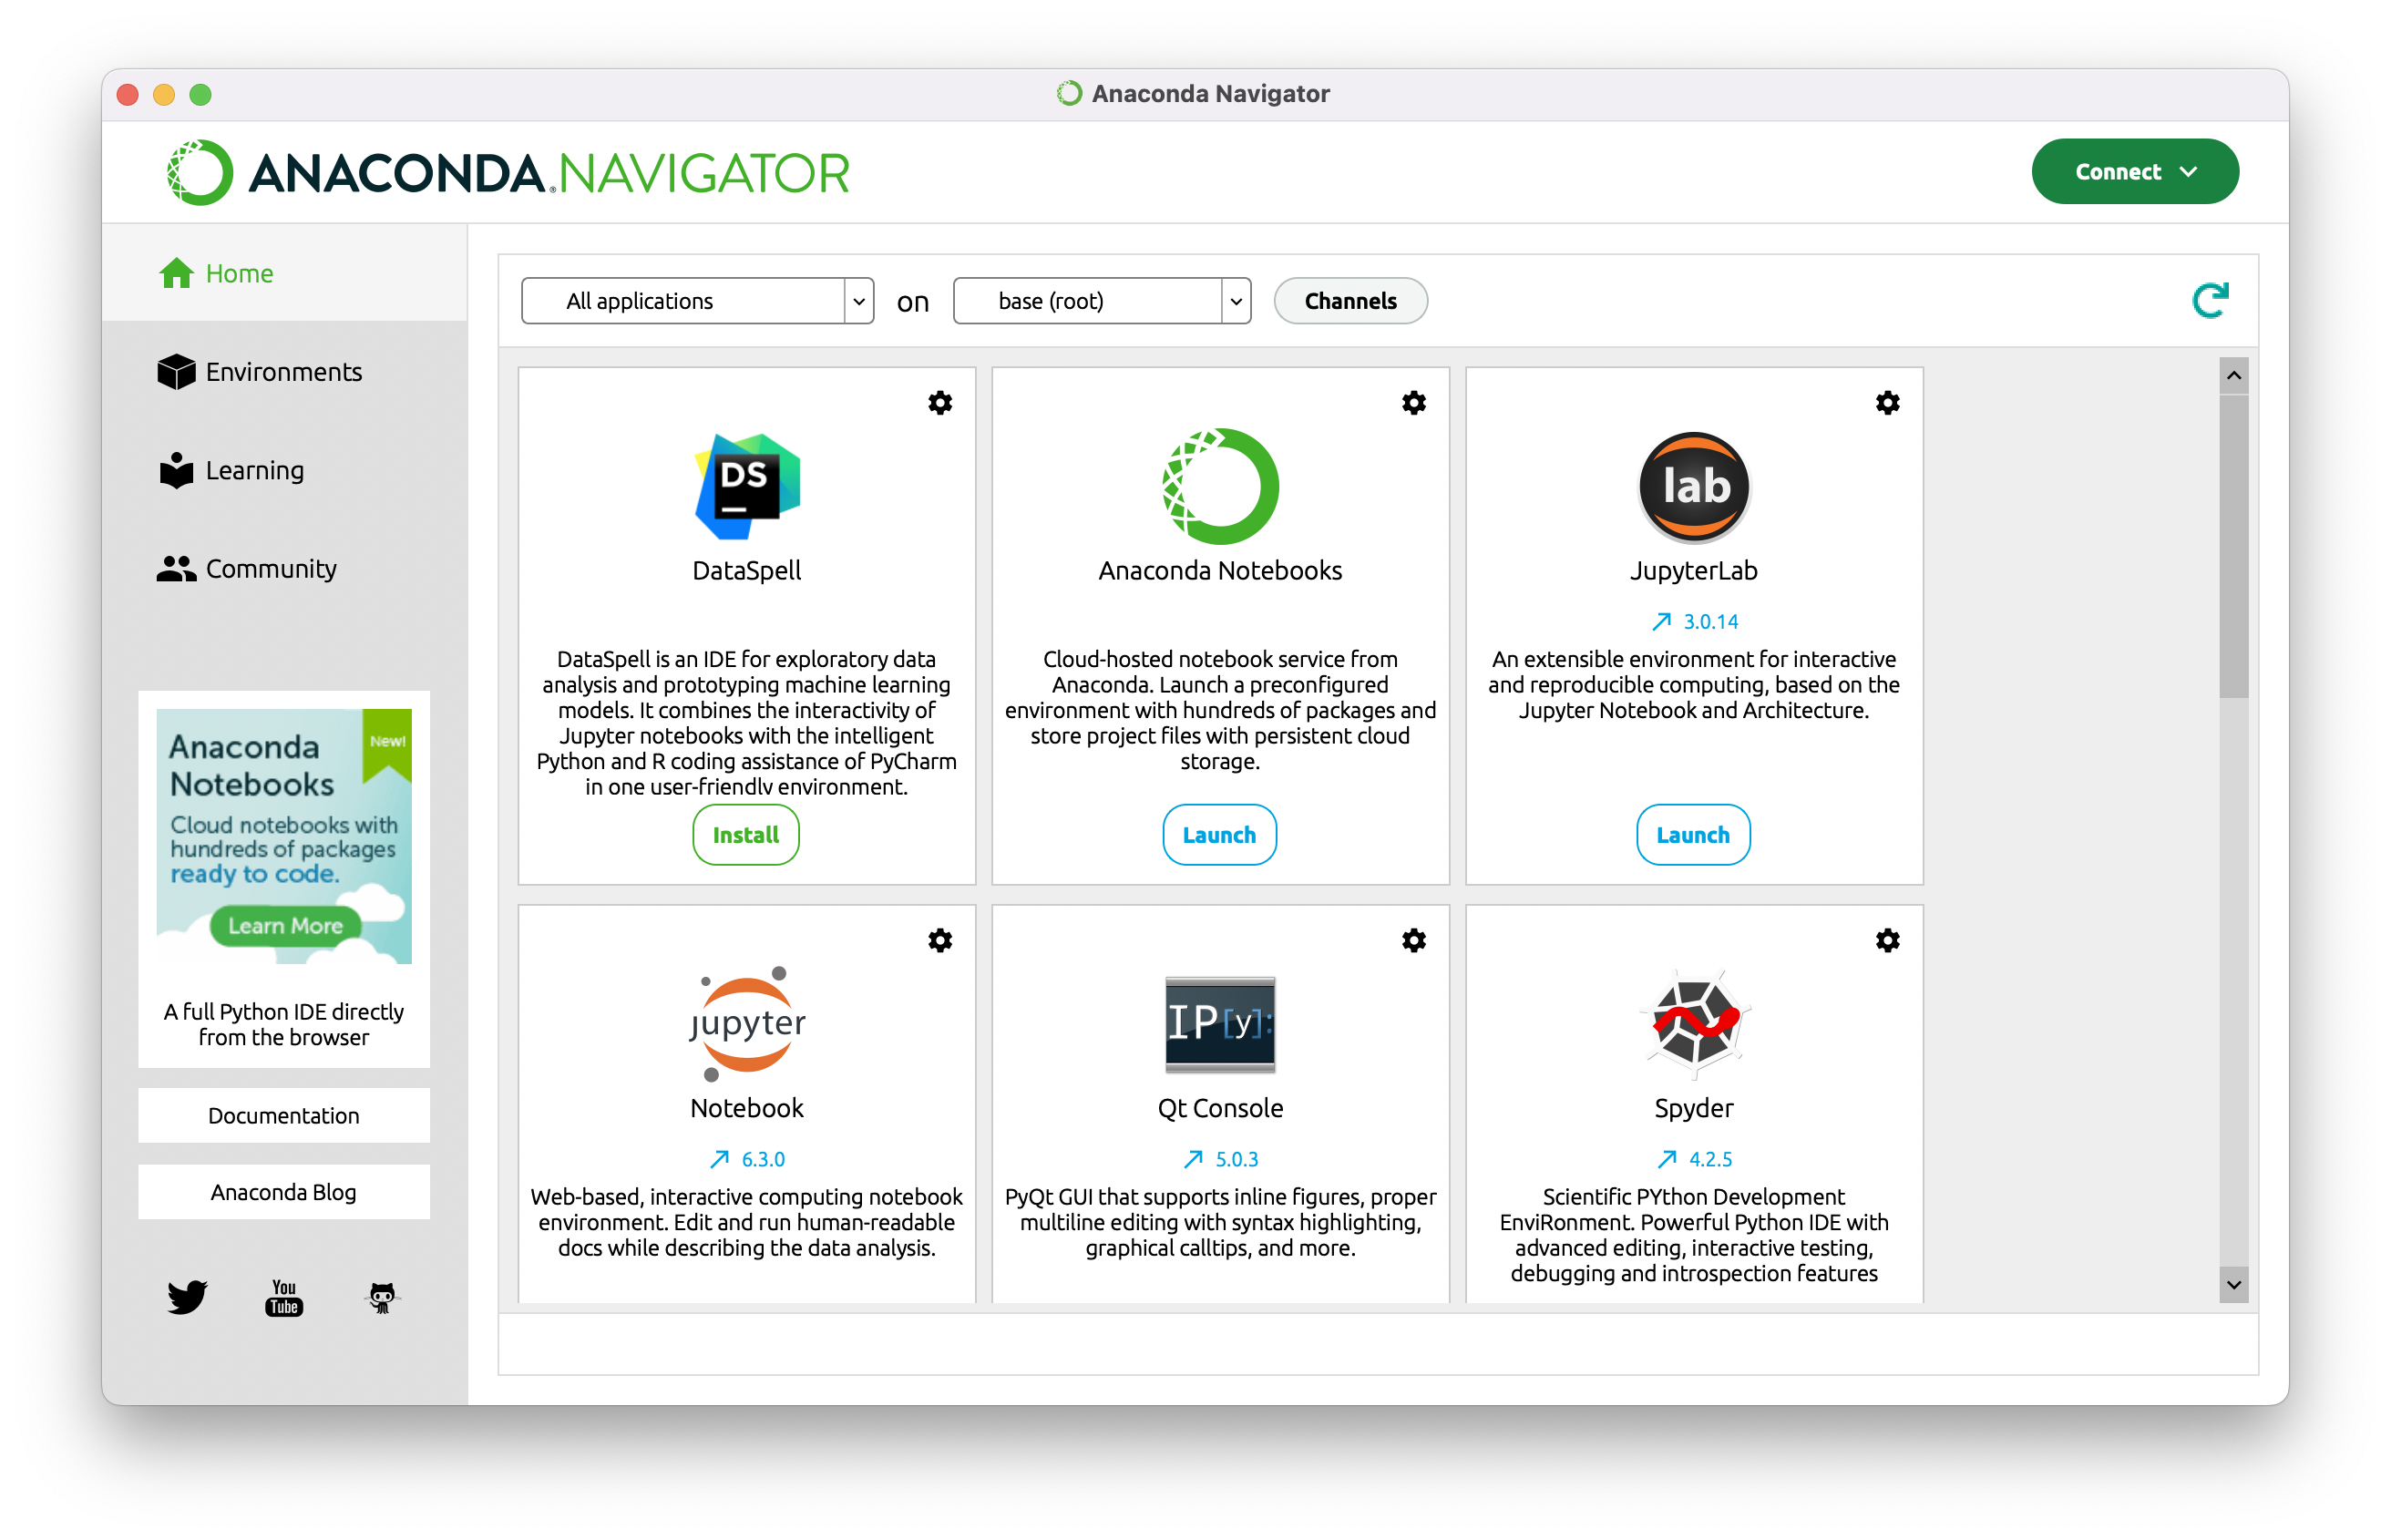 Anaconda Navigator
ANACONDA.NAVIGATOR
Connect
Home
Environments
Learning
Community
Anaconda
Notebooks
New!
Cloud notebooks with
hundreds of packages
ready to code.
Learn More
A full Python IDE directly
from the browser
Documentation
Anaconda Blog
You
Tube
All applications
on
base (root)
Channels
DS
DataSpell
DataSpell is an IDE for exploratory data
analysis and prototyping machine learning
models. It combines the interactivity of
Jupyter notebooks with the intelligent
Python and R coding assistance of PyCharm
in one user-friendly environment.
Install
Anaconda Notebooks
Cloud-hosted notebook service from
Anaconda. Launch a preconfigured
environment with hundreds of packages and
store project files with persistent cloud
storage.
Launch
lab
JupyterLab
3.0.14
An extensible environment for interactive
and reproducible computing, based on the
Jupyter Notebook and Architecture.
Launch
jupyter
Notebook
6.3.0
Web-based, interactive computing notebook
environment. Edit and run human-readable
docs while describing the data analysis.
IP[y]:
Qt Console
5.0.3
PyQt GUI that supports inline figures, proper
multiline editing with syntax highlighting,
graphical calltips, and more.
Spyder
4.2.5
Scientific PYthon Development
EnviRonment. Powerful Python IDE with
advanced editing, interactive testing,
debugging and introspection features